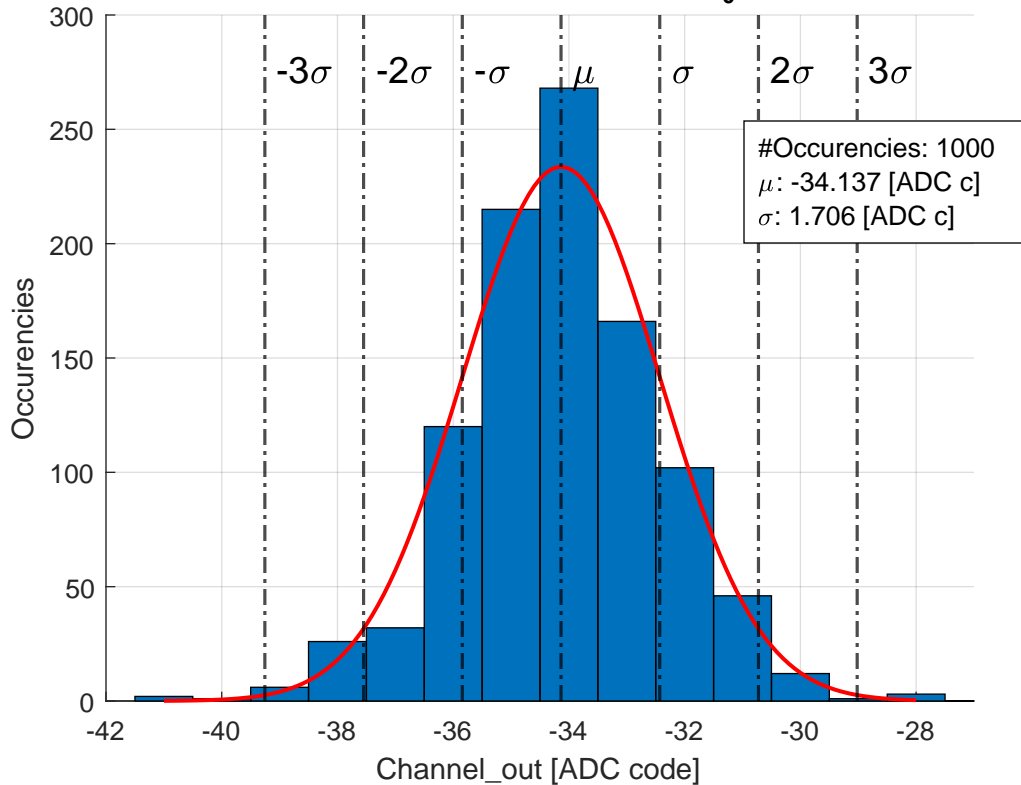 300
250
200
150
100
50
0
-3σ
-2σ
-σ
μ
σ
2σ
3σ
#Occurencies: 1000
μ: -34.137 [ADC c]
σ: 1.706 [ADC c]
Occurencies
-42
-40
-38
-36
-34
-32
-30
-28
Channel_out [ADC code]